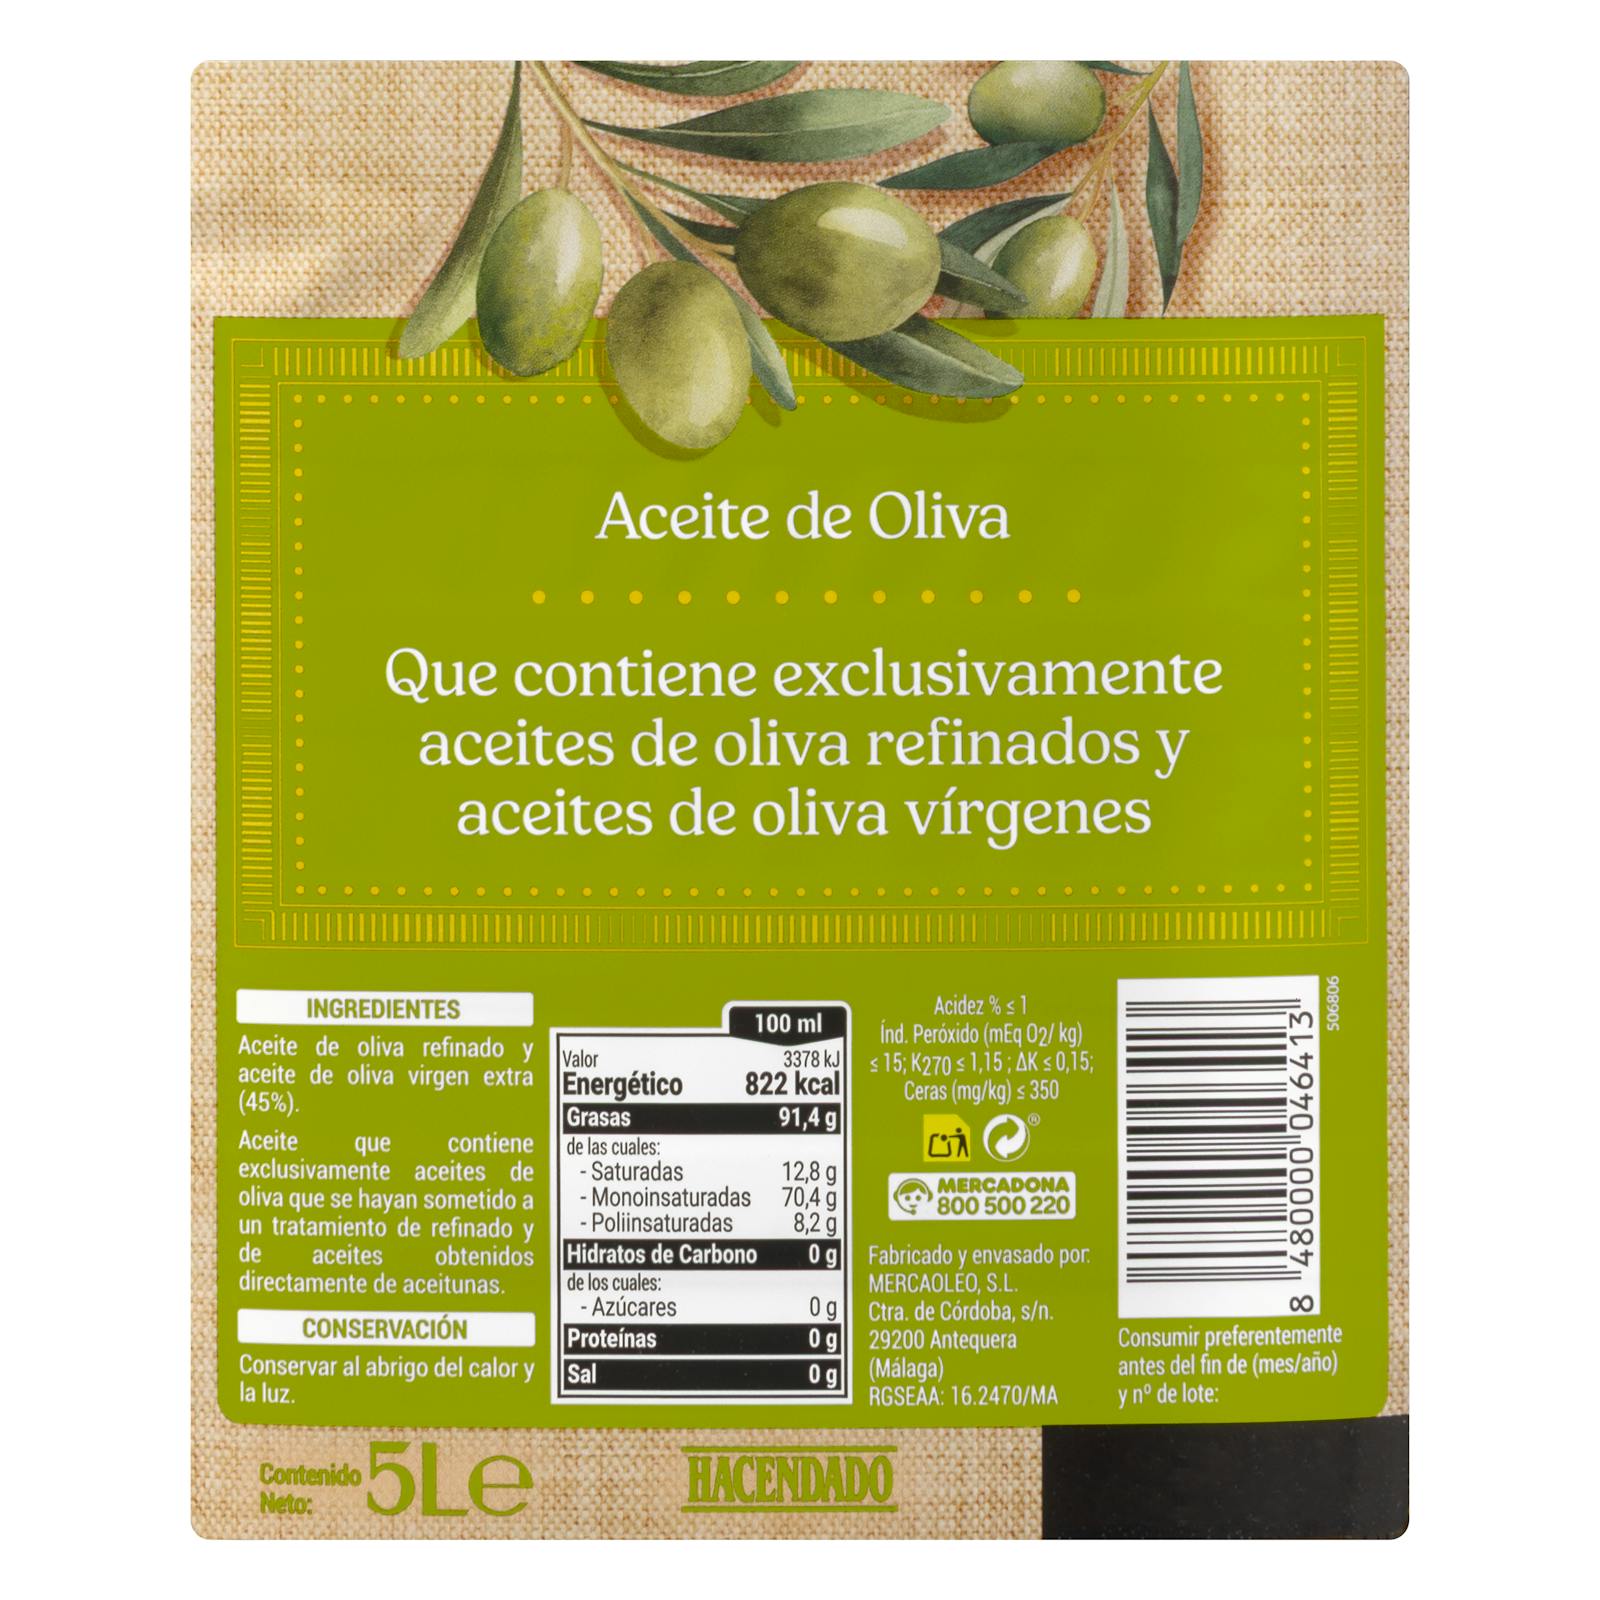 Aceite de Oliva
Que contiene exclusivamente
aceites de oliva refinados y
aceites de oliva vírgenes
INGREDIENTES
Aceite de oliva refinado y
aceite de oliva virgen extra
(45%).
Aceite que contiene
exclusivamente aceites de
oliva que se hayan sometido a
un tratamiento de refinado y
de aceites obtenidos
directamente de aceitunas.
CONSERVACIÓN
Conservar al abrigo del calor y
la luz.
100 ml
Valor 3378 kJ
Energético 822 kcal
Grasas 91,4 g
de las cuales:
- Saturadas 12,8 g
- Monoinsaturadas 70,4 g
- Poliinsaturadas 8,2 g
Hidratos de Carbono 0 g
de los cuales:
- Azúcares 0 g
Proteínas 0 g
Sal 0 g
Acidez % ≤ 1
Índ. Peróxido (mEq O2/ kg)
≤ 15; K270 ≤ 1,15 ; ΔK ≤ 0,15;
Ceras (mg/kg) ≤ 350
®
MERCADONA
800 500 220
Fabricado y envasado por:
MERCAOLEO, S.L.
Ctra. de Córdoba, s/n.
29200 Antequera
(Málaga)
RGSEAA: 16.2470/MA
8 480000 046413
506806
Consumir preferentemente
antes del fin de (mes/año)
y nº de lote:
Contenido
Neto:
5L e
HACENDADO